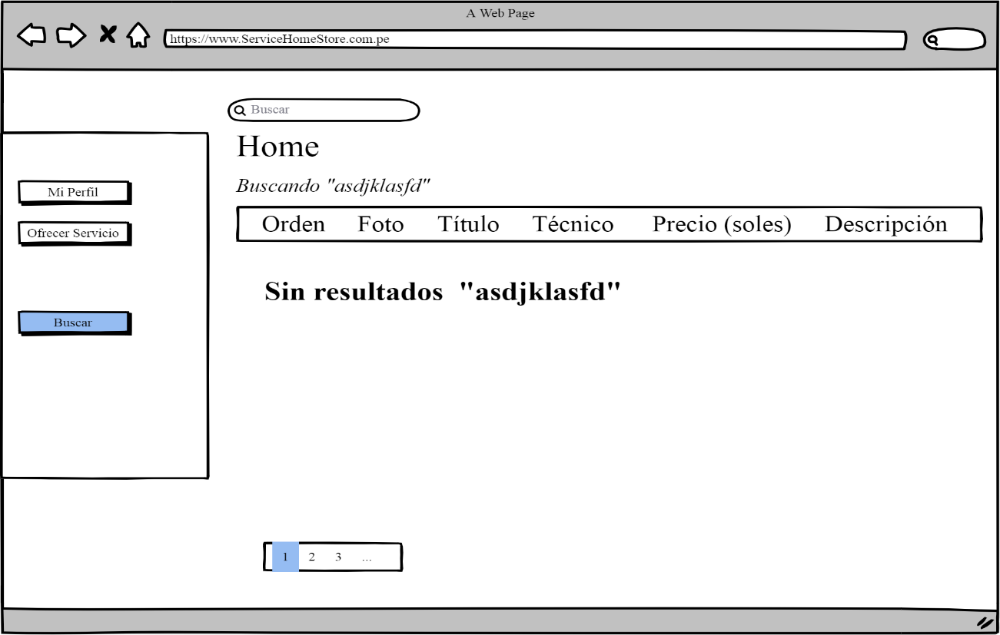 A Web Page
https://www.ServiceHomeStore.com.pe
Buscar
Home
Buscando "asdjklasfd"
Mi Perfil
Ofrecer Servicio
Buscar
Orden Foto Título Técnico Precio (soles) Descripción
Sin resultados "asdjklasfd"
1 2 3 ...